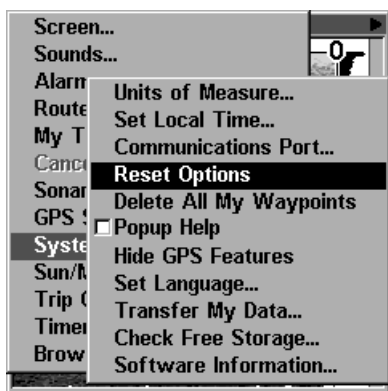 Screen...
Sounds...
Alarm
Route
My T
Cance
Sonar
GPS S
Syste
Sun/M
Trip C
Timer
Brow
0
Units of Measure...
Set Local Time...
Communications Port...
Reset Options
Delete All My Waypoints
Popup Help
Hide GPS Features
Set Language...
Transfer My Data...
Check Free Storage...
Software Information...